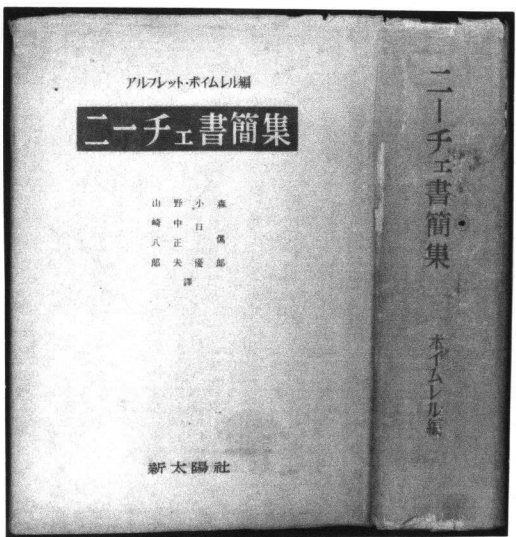 アルフレット・ボイムレル編
ニーチェ書簡集
森儁郎
小口優
野中正夫
山崎八郎
譯
新太陽社
ニーチェ書簡集
ボイムレル編